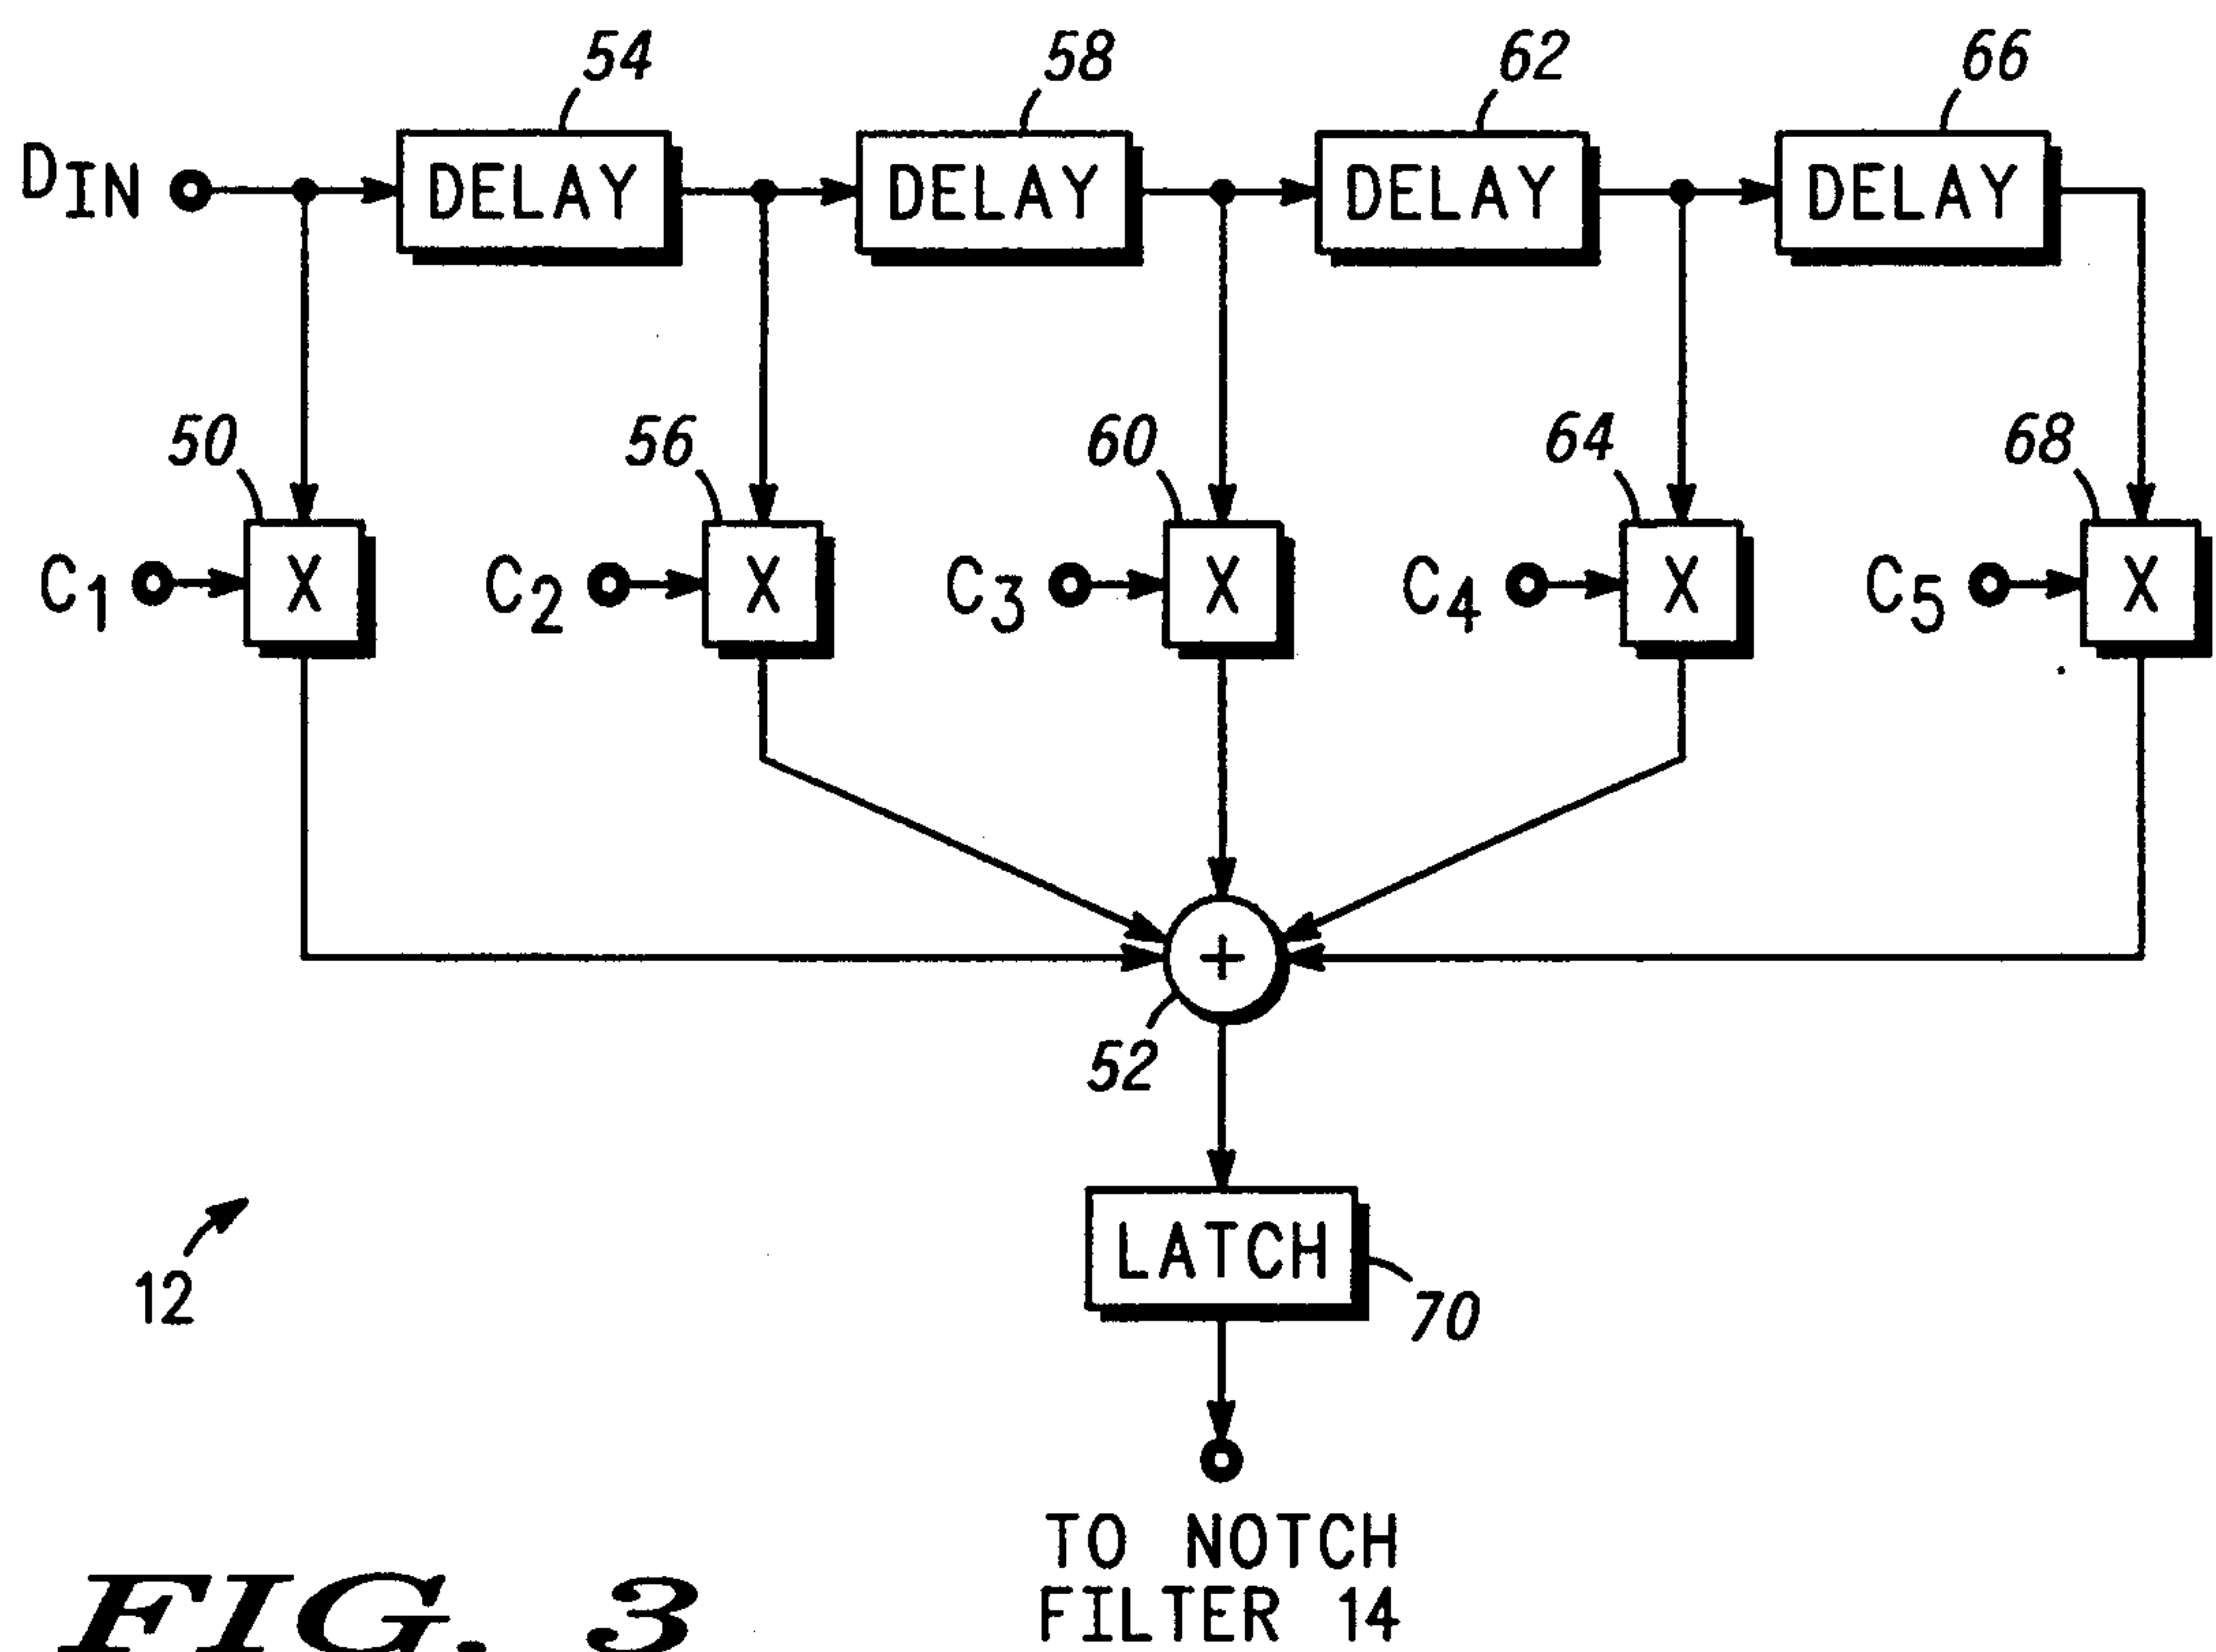 54 58 62 66
DIN DELAY DELAY DELAY DELAY
50 56 60 64 68
C1 X C2 X C3 X C4 X C5 X
+
52
LATCH
12
70
TO NOTCH
FILTER 14
FIG. 3